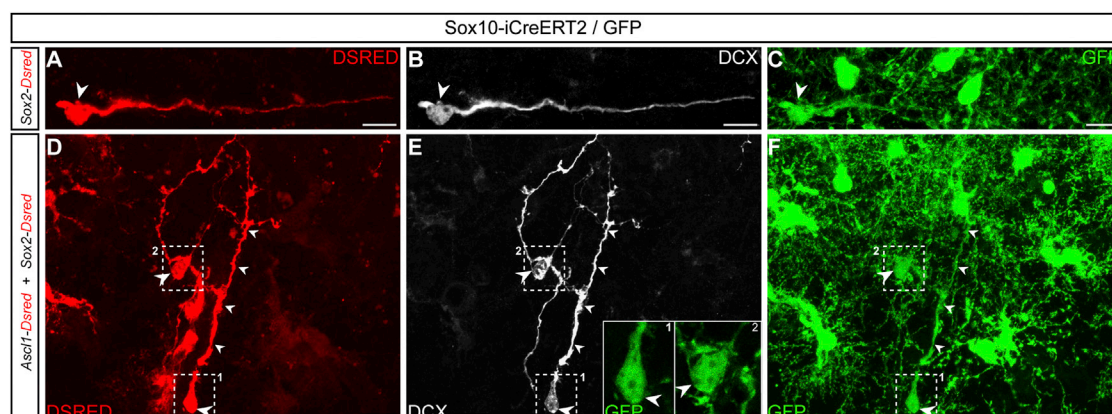 Sox10-iCreERT2 / GFP
Sox2-Dsred
A
DSRED
B
DCX
C
GFP
Ascl1-Dsred + Sox2-Dsred
D
2
1
DSRED
E
2
1
DCX
1
GFP
2
F
2
1
GFP